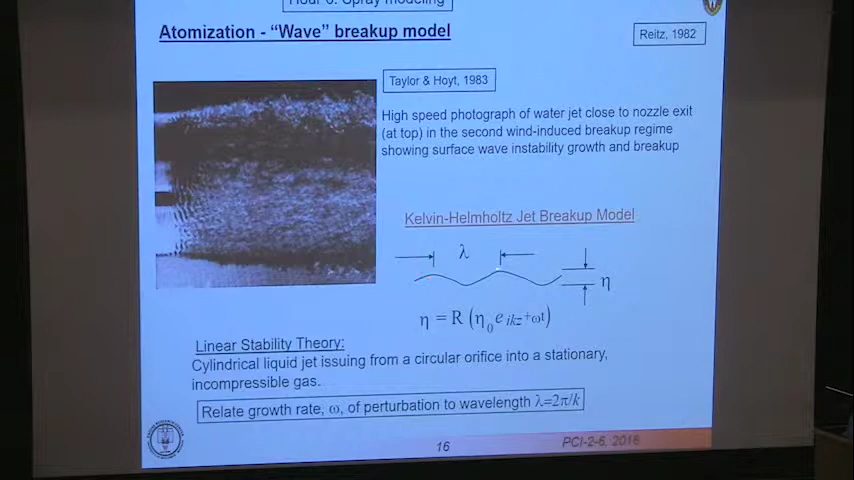 Hour 6: Spray modeling
Atomization - “Wave” breakup model
Reitz, 1982
Taylor & Hoyt, 1983
High speed photograph of water jet close to nozzle exit
(at top) in the second wind-induced breakup regime
showing surface wave instability growth and breakup
Kelvin-Helmholtz Jet Breakup Model
λ
η
η = R (η₀ e ikz+ωt)
Linear Stability Theory:
Cylindrical liquid jet issuing from a circular orifice into a stationary,
incompressible gas.
Relate growth rate, ω, of perturbation to wavelength λ=2π/k
16
PCI-2-6, 2018